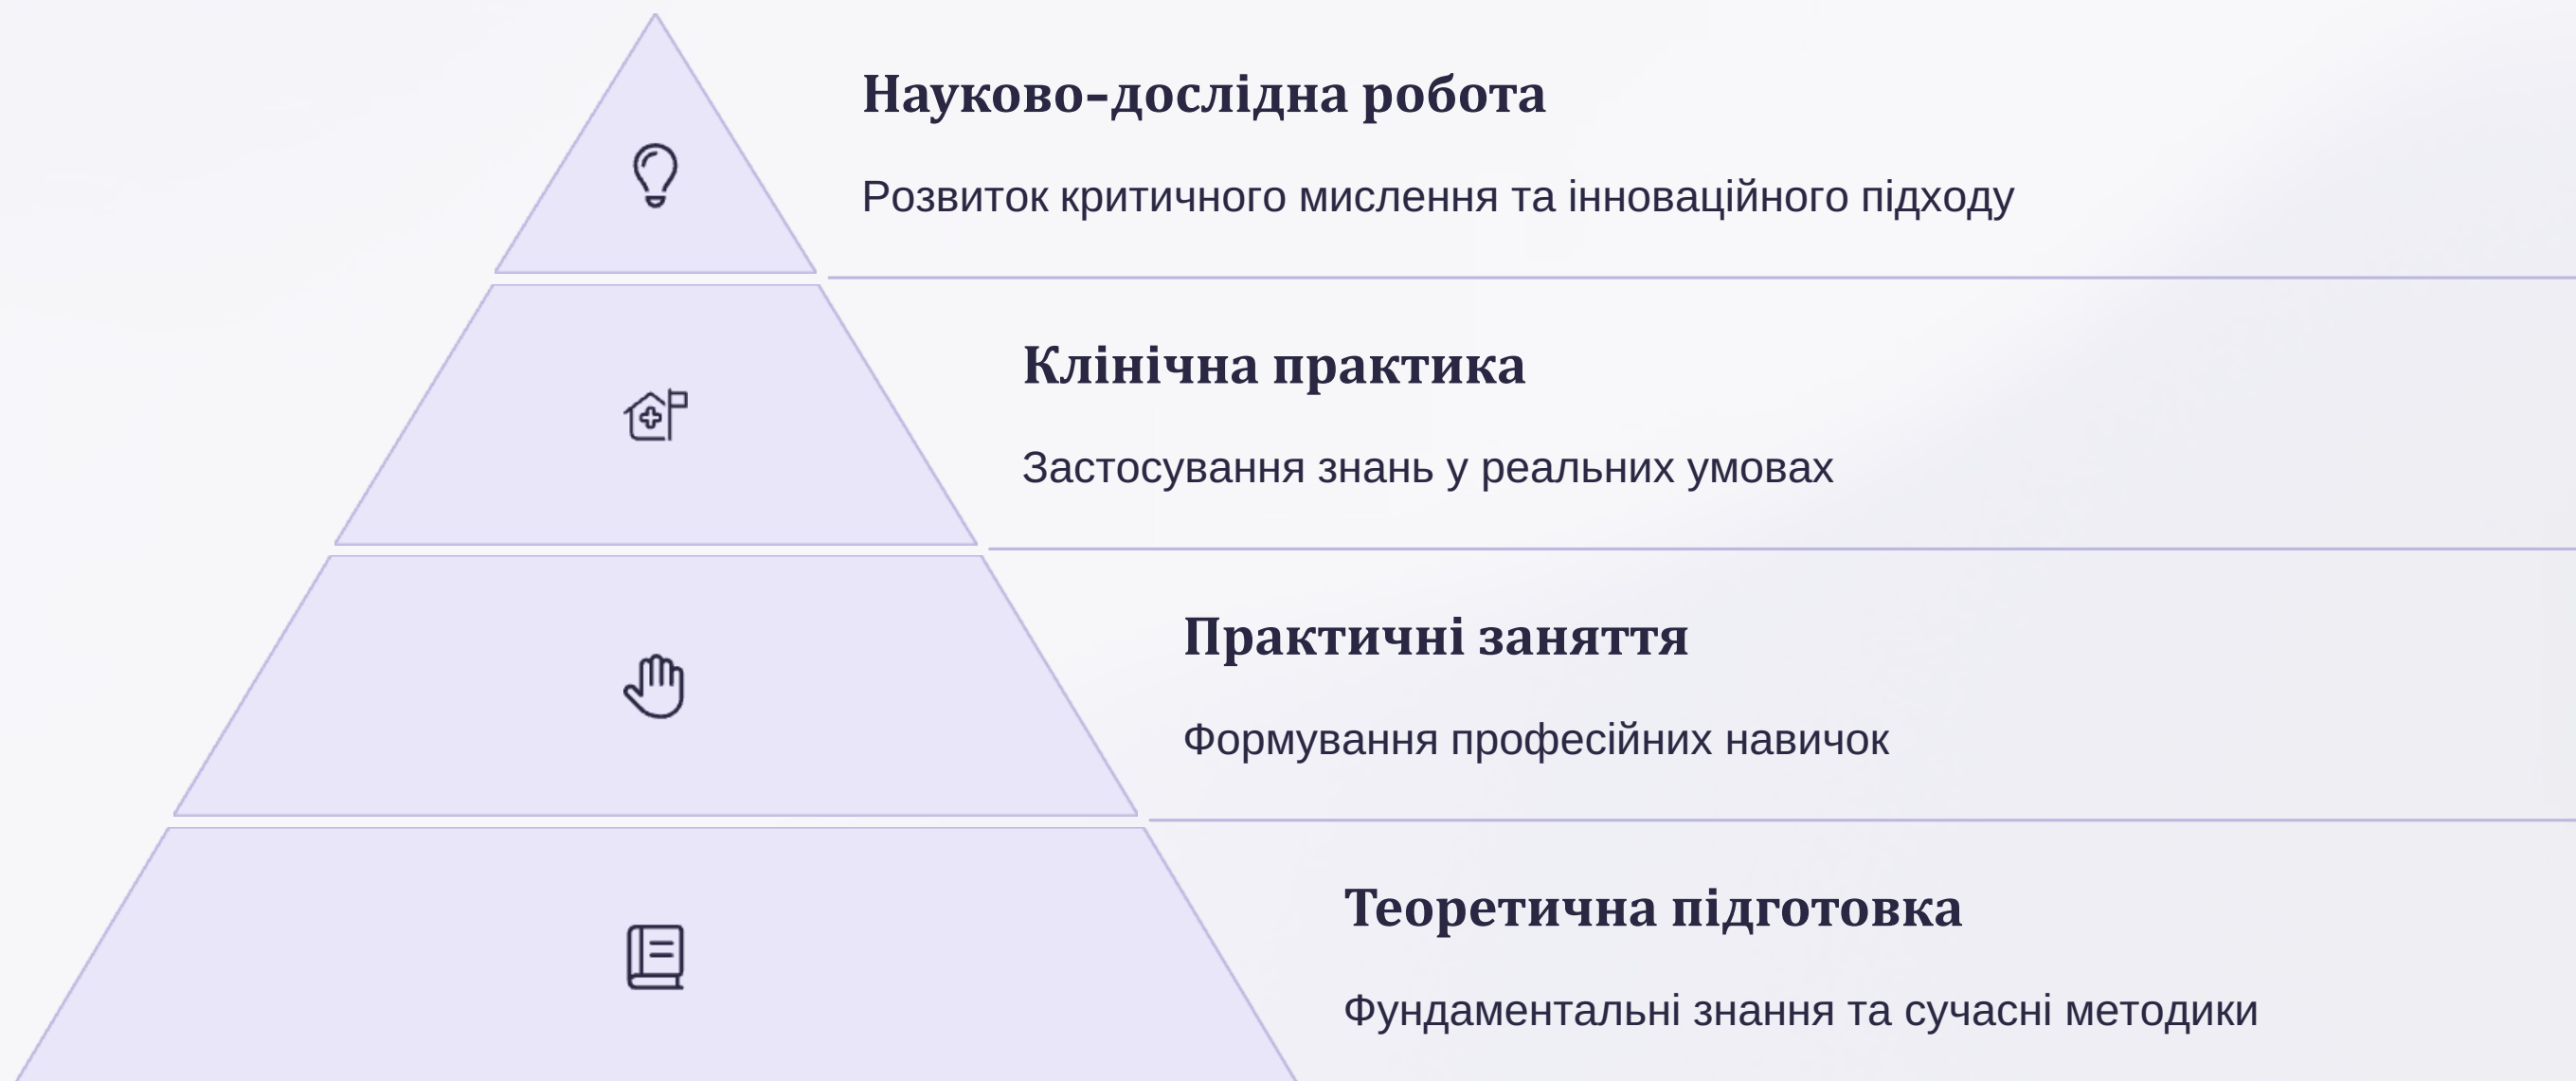 Науково-дослідна робота
Розвиток критичного мислення та інноваційного підходу
Клінічна практика
Застосування знань у реальних умовах
Практичні заняття
Формування професійних навичок
Теоретична підготовка
Фундаментальні знання та сучасні методики